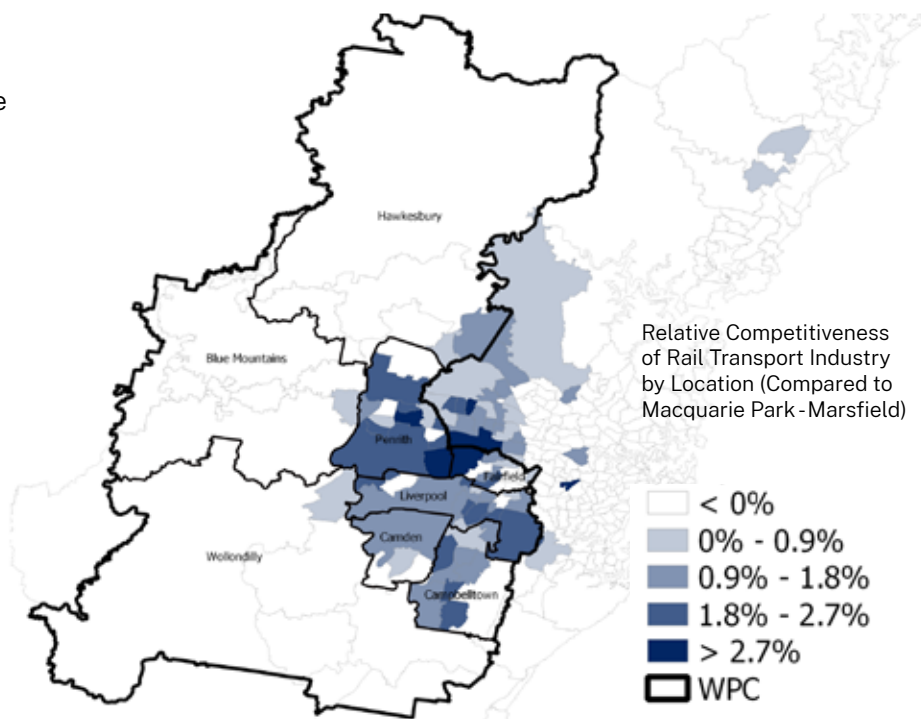 e
Hawkesbury
Relative Competitiveness
of Rail Transport Industry
by Location (Compared to
Macquarie Park - Marsfield)
Blue Mountains
Penrith
Fairfield
Liverpool
Camden
Wollondilly
Campbelltown
< 0%
0% - 0.9%
0.9% - 1.8%
1.8% - 2.7%
> 2.7%
WPC